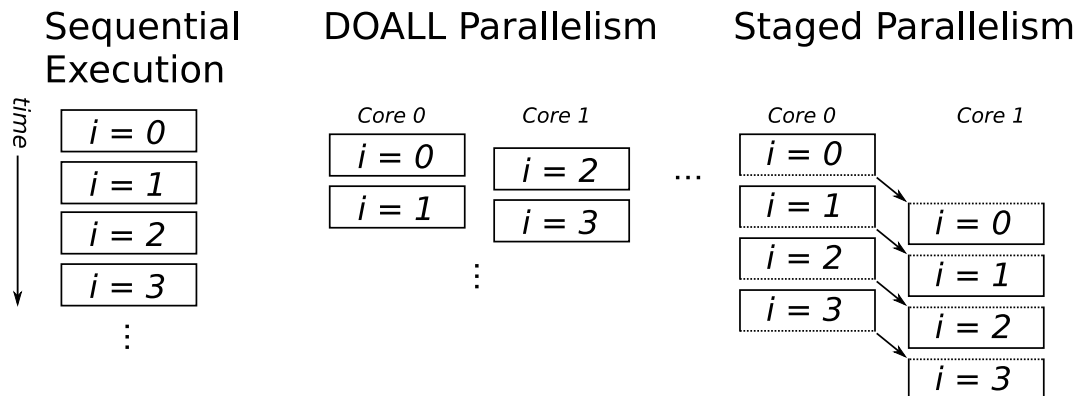 Sequential
Execution
time
i = 0
i = 1
i = 2
i = 3
⋮
DOALL Parallelism
Core 0
Core 1
i = 0
i = 2
i = 1
i = 3
...
⋮
Staged Parallelism
Core 0
Core 1
i = 0
i = 1
i = 0
i = 2
i = 1
i = 3
i = 2
i = 3